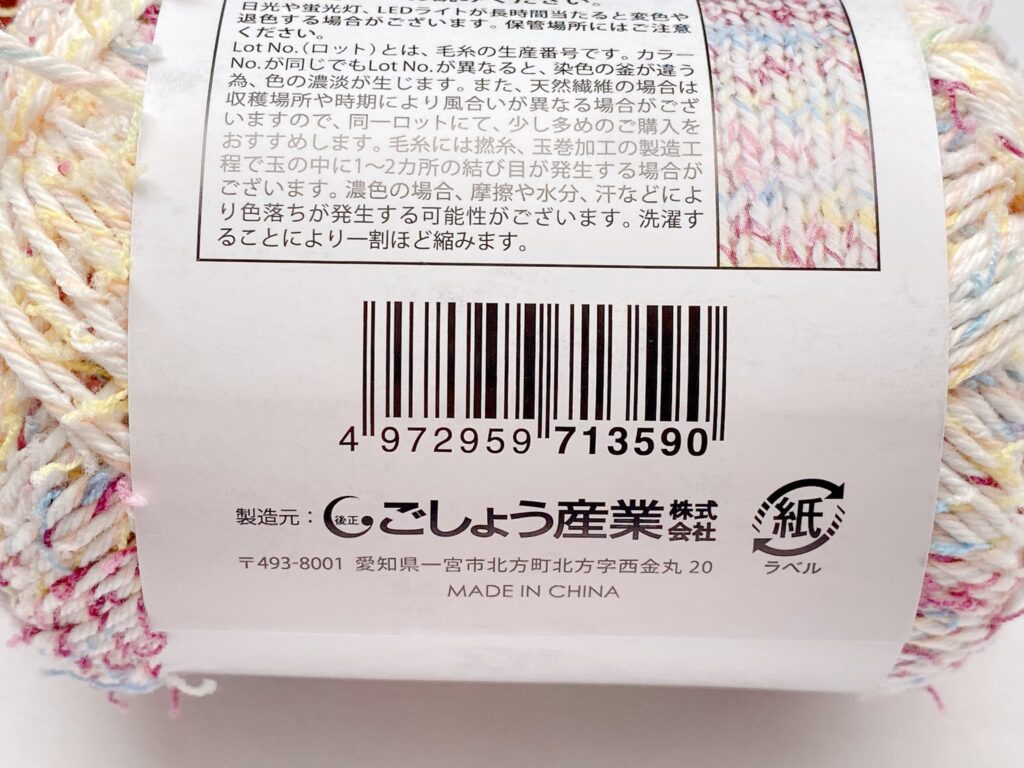 日光や蛍光灯、LEDライトが長時間当たると変色や
退色する場合がございます。保管場所にはご注意
ください。
Lot No.(ロット)とは、毛糸の生産番号です。カラー
No.が同じでもLot No.が異なると、染色の釜が違う
為、色の濃淡が生じます。また、天然繊維の場合は
収穫場所や時期により風合いが異なる場合がござ
いますので、同一ロットにて、少し多めのご購入を
おすすめします。毛糸には撚糸、玉巻加工の製造工
程で玉の中に1〜2カ所の結び目が発生する場合が
ございます。濃色の場合、摩擦や水分、汗などによ
り色落ちが発生する可能性がございます。洗濯す
ることにより一割ほど縮みます。
4 972959 713590
製造元: 後正 ごしょう産業株式会社
紙
ラベル
〒493-8001 愛知県一宮市北方町北方字西金丸 20
MADE IN CHINA